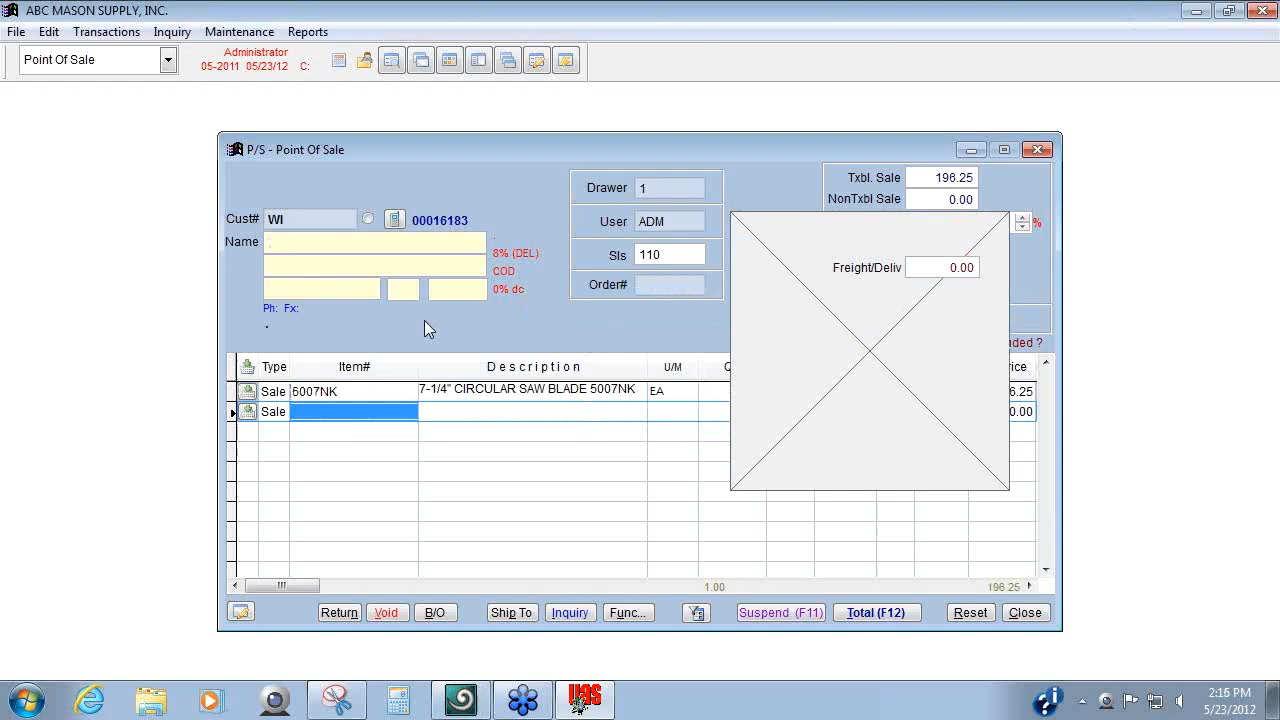 ABC MASON SUPPLY, INC.
File Edit Transactions Inquiry Maintenance Reports
Point Of Sale
Administrator
05-2011 05/23/12 C:
P/S - Point Of Sale
Cust# WI 00016183
Name
8% (DEL)
COD
0% dc
Ph: Fx:
Drawer 1
User ADM
Sls 110
Order#
Txbl. Sale 196.25
NonTxbl Sale 0.00
%
Freight/Deliv 0.00
uded ?
Type Item# Description U/M Q ice
Sale 6007NK 7-1/4" CIRCULAR SAW BLADE 5007NK EA 6.25
Sale 0.00
1.00 196.25
Return Void B/O Ship To Inquiry Func... Suspend (F11) Total (F12) Reset Close
UGS
2:16 PM
5/23/2012